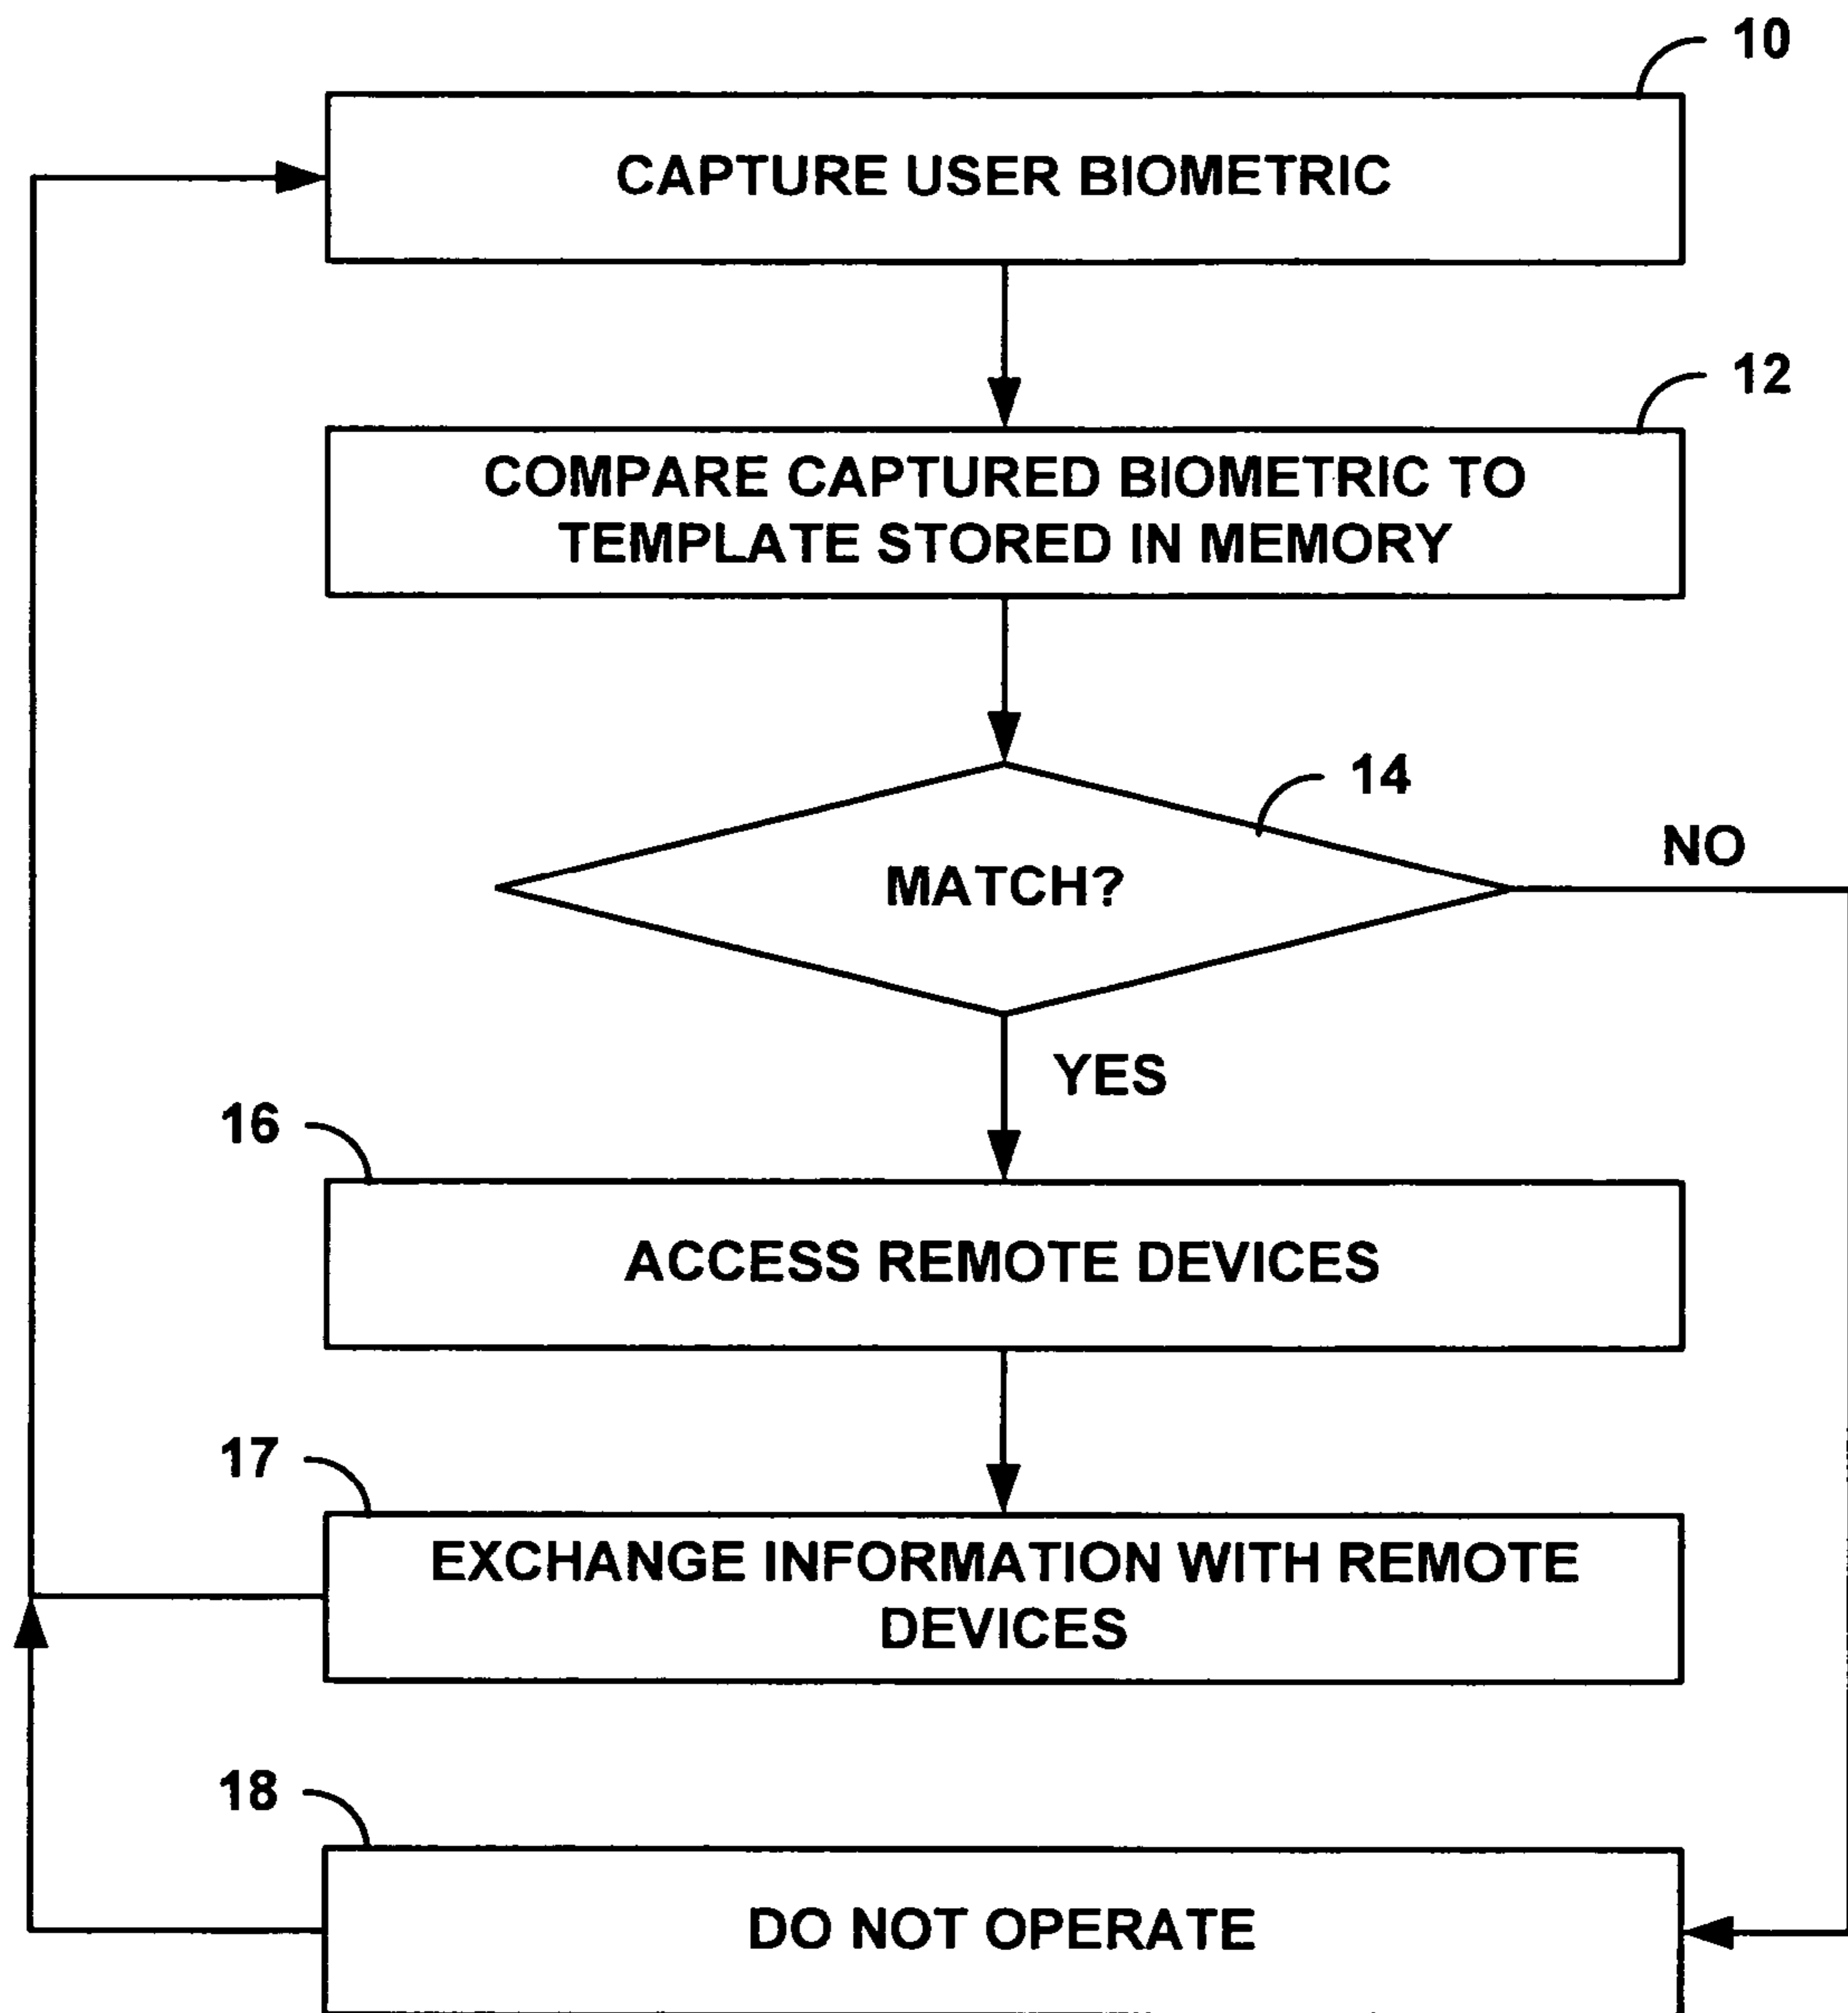 10
CAPTURE USER BIOMETRIC
12
COMPARE CAPTURED BIOMETRIC TO
TEMPLATE STORED IN MEMORY
14
NO
MATCH?
YES
16
ACCESS REMOTE DEVICES
17
EXCHANGE INFORMATION WITH REMOTE
DEVICES
18
DO NOT OPERATE